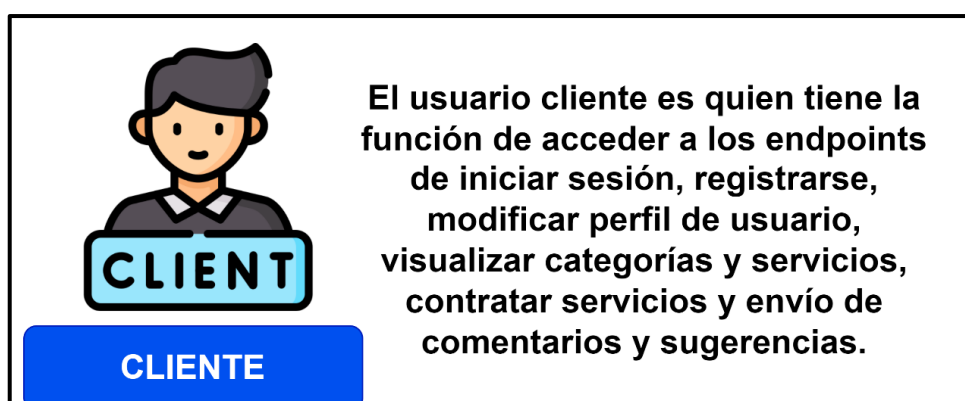 El usuario cliente es quien tiene la
función de acceder a los endpoints
de iniciar sesión, registrarse,
modificar perfil de usuario,
visualizar categorías y servicios,
contratar servicios y envío de
comentarios y sugerencias.
CLIENT
CLIENTE